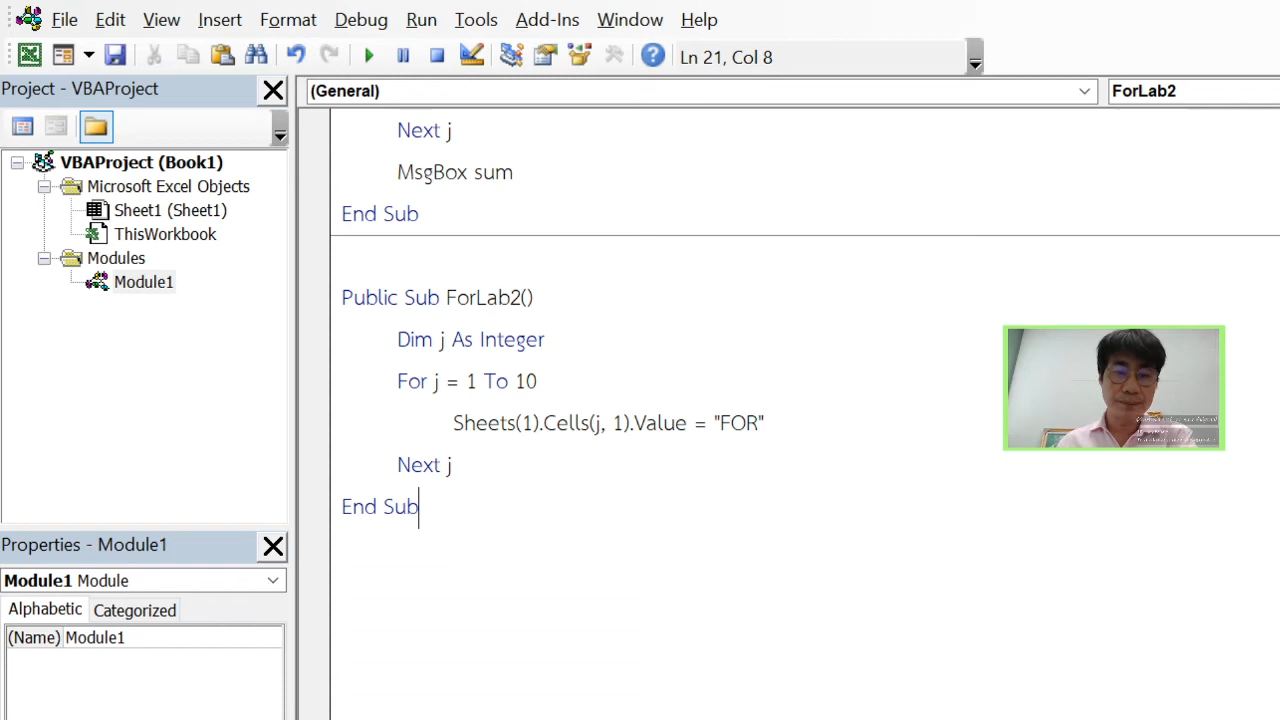 File Edit View Insert Format Debug Run Tools Add-Ins Window Help
Ln 21, Col 8
Project - VBAProject
(General)
ForLab2
VBAProject (Book1)
Microsoft Excel Objects
Sheet1 (Sheet1)
ThisWorkbook
Modules
Module1
Next j
MsgBox sum
End Sub
Public Sub ForLab2()
Dim j As Integer
For j = 1 To 10
Sheets(1).Cells(j, 1).Value = "FOR"
Next j
End Sub
Properties - Module1
Module1 Module
Alphabetic Categorized
(Name) Module1